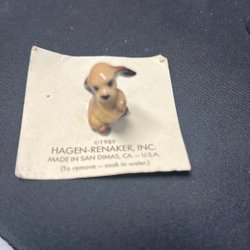 ©1989
HAGEN-RENAKER, INC.
MADE IN SAN DIMAS, CA. – U.S.A.
(To remove – soak in water.)